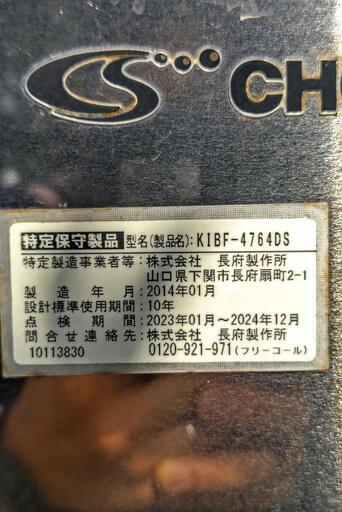 CS CHO
特定保守製品 型名(製品名):KIBF-4764DS
特定製造事業者等:株式会社 長府製作所
山口県下関市長府扇町2-1
製造年月:2014年01月
設計標準使用期間:10年
点検期間:2023年01月〜2024年12月
問合せ連絡先:株式会社 長府製作所
10113830 0120-921-971(フリーコール)